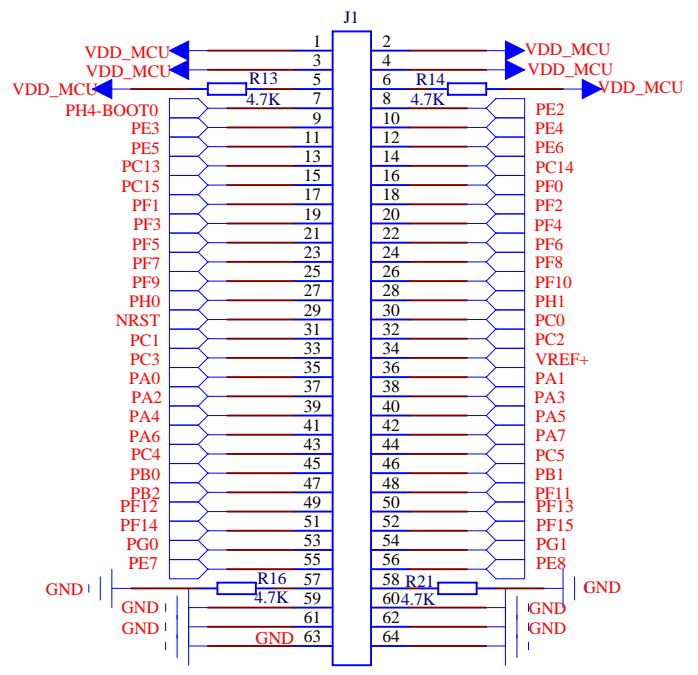 J1
VDD_MCU 1 2 VDD_MCU
VDD_MCU 3 4 VDD_MCU
VDD_MCU R13 5 6 R14 VDD_MCU
PH4-BOOT0 4.7K 7 8 4.7K PE2
PE3 9 10 PE4
PE5 11 12 PE6
PC13 13 14 PC14
PC15 15 16 PF0
PF1 17 18 PF2
PF3 19 20 PF4
PF5 21 22 PF6
PF7 23 24 PF8
PF9 25 26 PF10
PH0 27 28 PH1
NRST 29 30 PC0
PC1 31 32 PC2
PC3 33 34 VREF+
PA0 35 36 PA1
PA2 37 38 PA3
PA4 39 40 PA5
PA6 41 42 PA7
PC4 43 44 PC5
PB0 45 46 PB1
PB2 47 48 PF11
PF12 49 50 PF13
PF14 51 52 PF15
PG0 53 54 PG1
PE7 55 56 PE8
GND R16 57 58 R21 GND
GND 4.7K 59 60 4.7K GND
GND 61 62 GND
GND 63 64